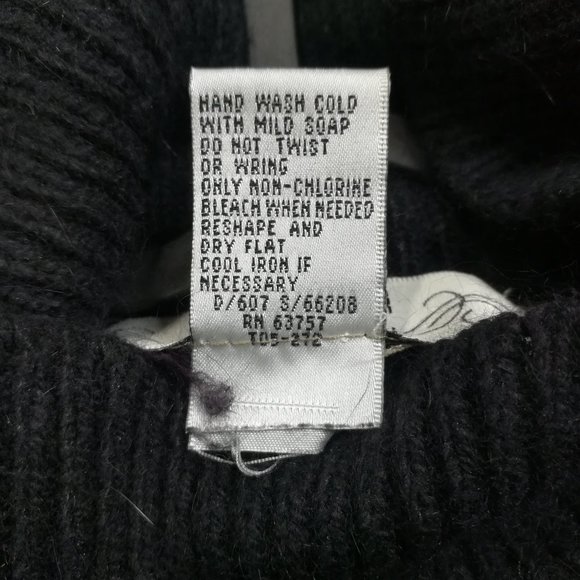 HAND WASH COLD
WITH MILD SOAP
DO NOT TWIST
OR WRING
ONLY NON-CHLORINE
BLEACH WHEN NEEDED
RESHAPE AND
DRY FLAT
COOL IRON IF
NECESSARY
D/607 S/66208
RN 63757
TD5-272